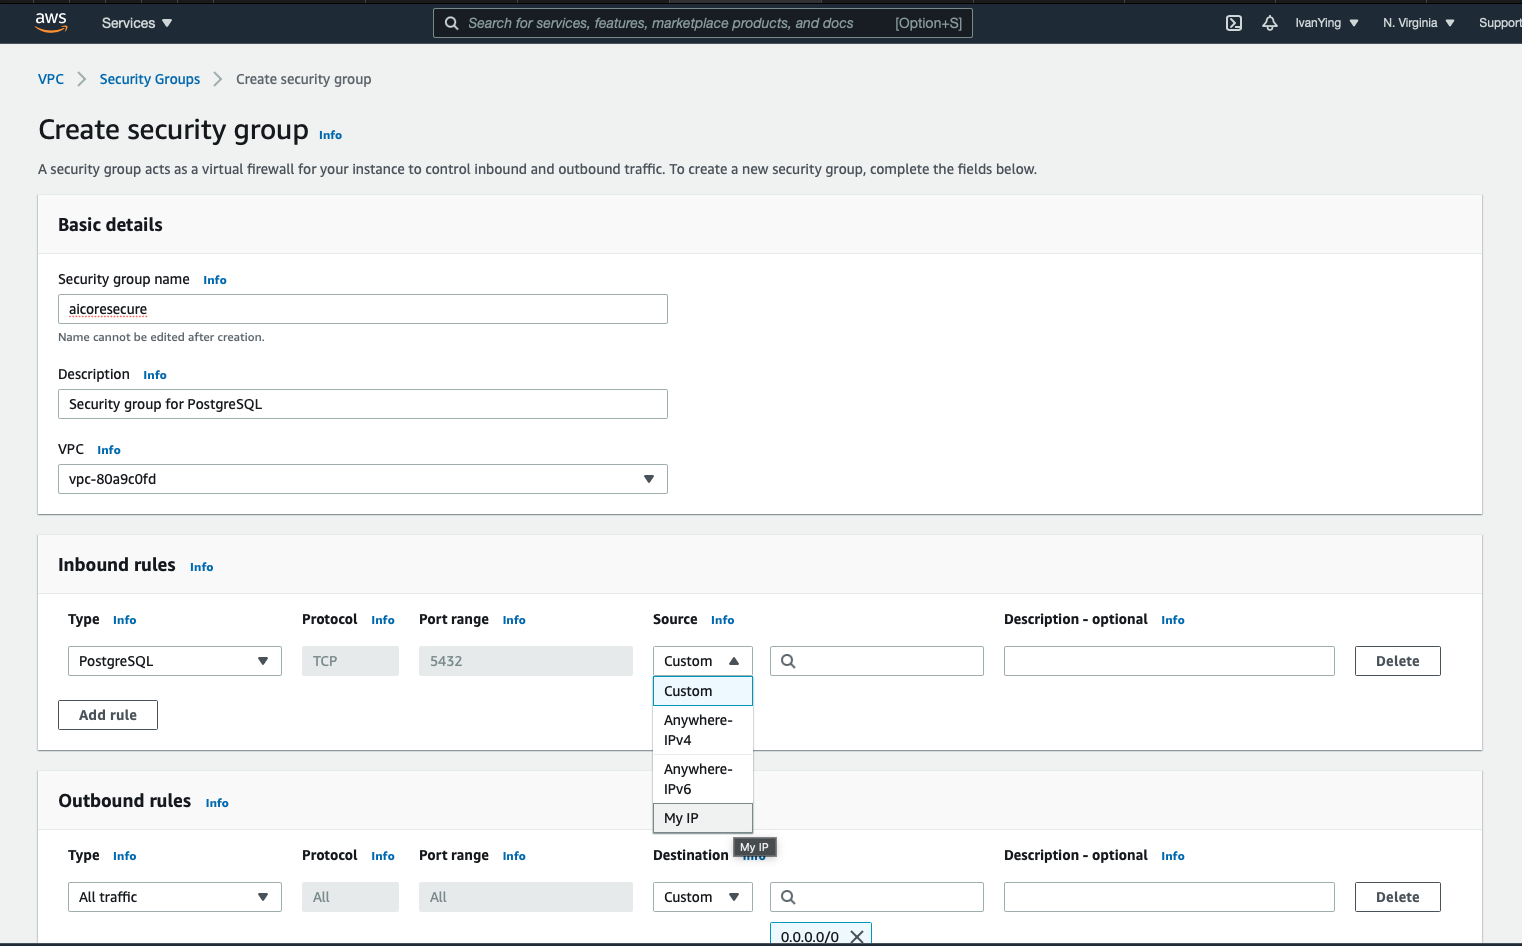 aws Services Search for services, features, marketplace products, and docs [Option+S] IvanYing N. Virginia Support
VPC Security Groups Create security group
Create security group Info
A security group acts as a virtual firewall for your instance to control inbound and outbound traffic. To create a new security group, complete the fields below.
Basic details
Security group name Info
aicoresecure
Name cannot be edited after creation.
Description Info
Security group for PostgreSQL
VPC Info
vpc-80a9c0fd
Inbound rules Info
Type Info Protocol Info Port range Info Source Info Description - optional Info
PostgreSQL TCP 5432 Custom Delete
Custom
Add rule
Anywhere-
IPv4
Anywhere-
IPv6
My IP
Outbound rules Info
My IP
Type Info Protocol Info Port range Info Destination Info Description - optional Info
All traffic All All Custom Delete
0.0.0.0/0